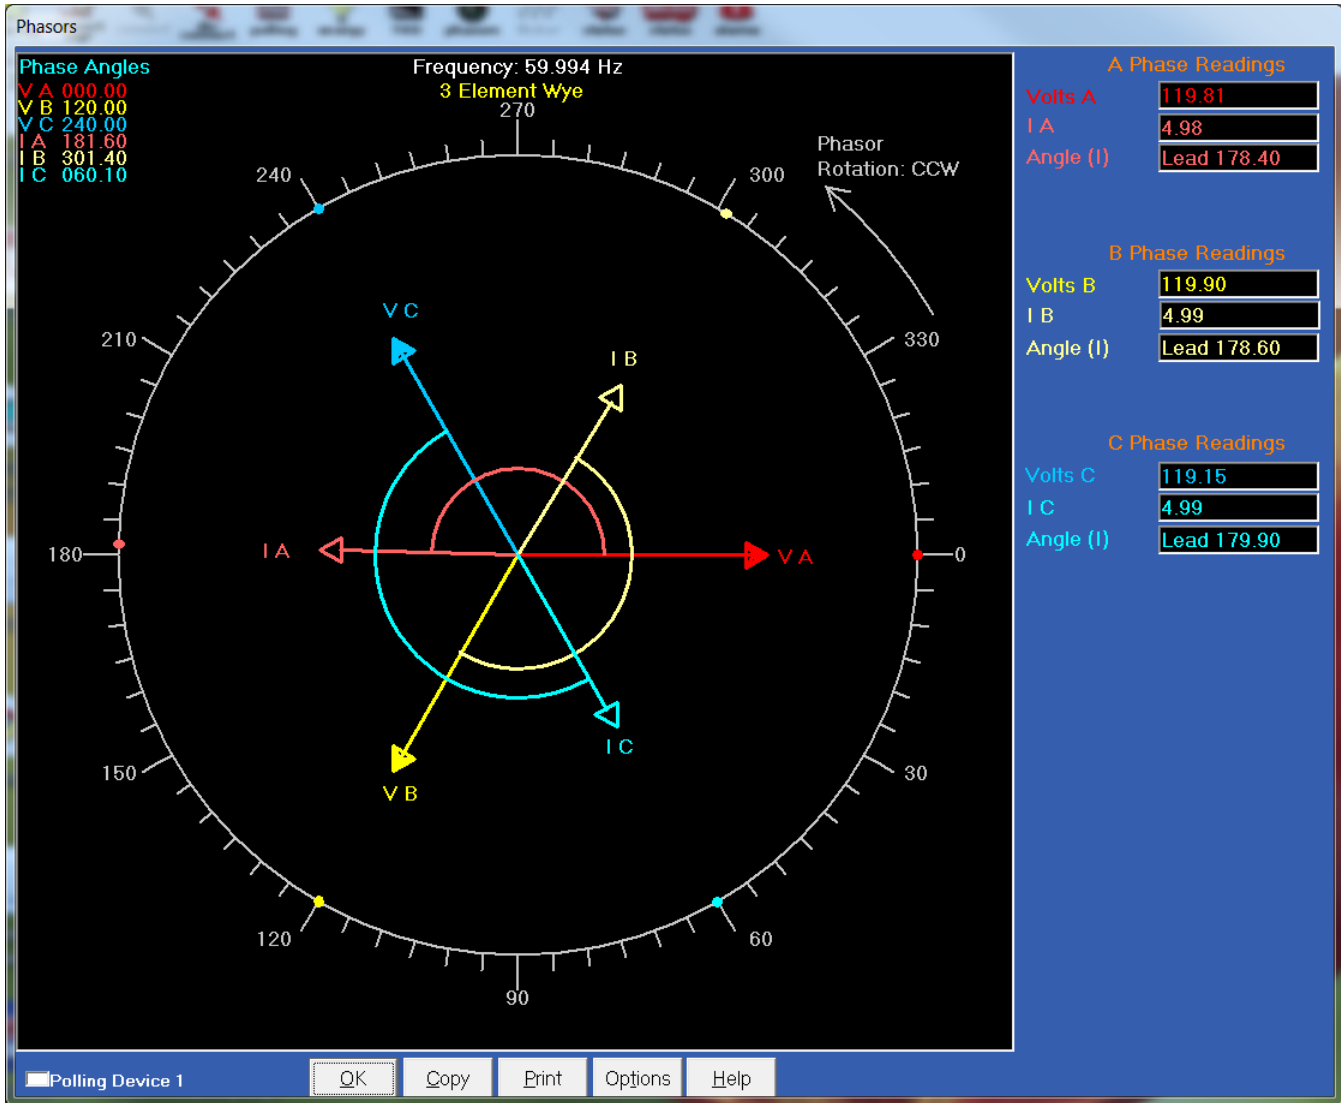 Phasors
Phase Angles
V A 000.00
V B 120.00
V C 240.00
I A 181.60
I B 301.40
I C 060.10
Frequency: 59.994 Hz
3 Element Wye
270
240
300
Phasor
Rotation: CCW
V C
I B
210
330
180
I A
V A
0
I C
V B
150
30
120
60
90
A Phase Readings
Volts A 119.81
I A 4.98
Angle (I) Lead 178.40
B Phase Readings
Volts B 119.90
I B 4.99
Angle (I) Lead 178.60
C Phase Readings
Volts C 119.15
I C 4.99
Angle (I) Lead 179.90
Polling Device 1
OK
Copy
Print
Options
Help